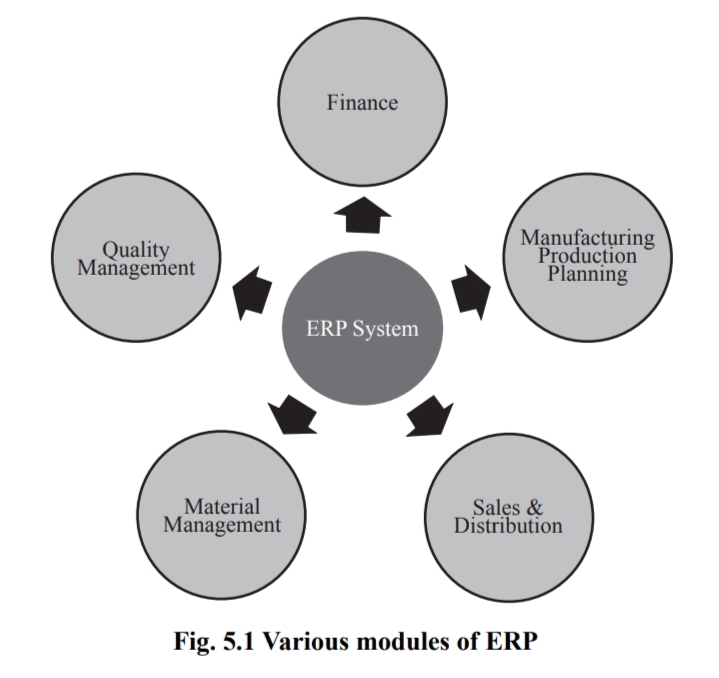 Finance
Quality
Management
Manufacturing
Production
Planning
ERP System
Material
Management
Sales &
Distribution
Fig. 5.1 Various modules of ERP